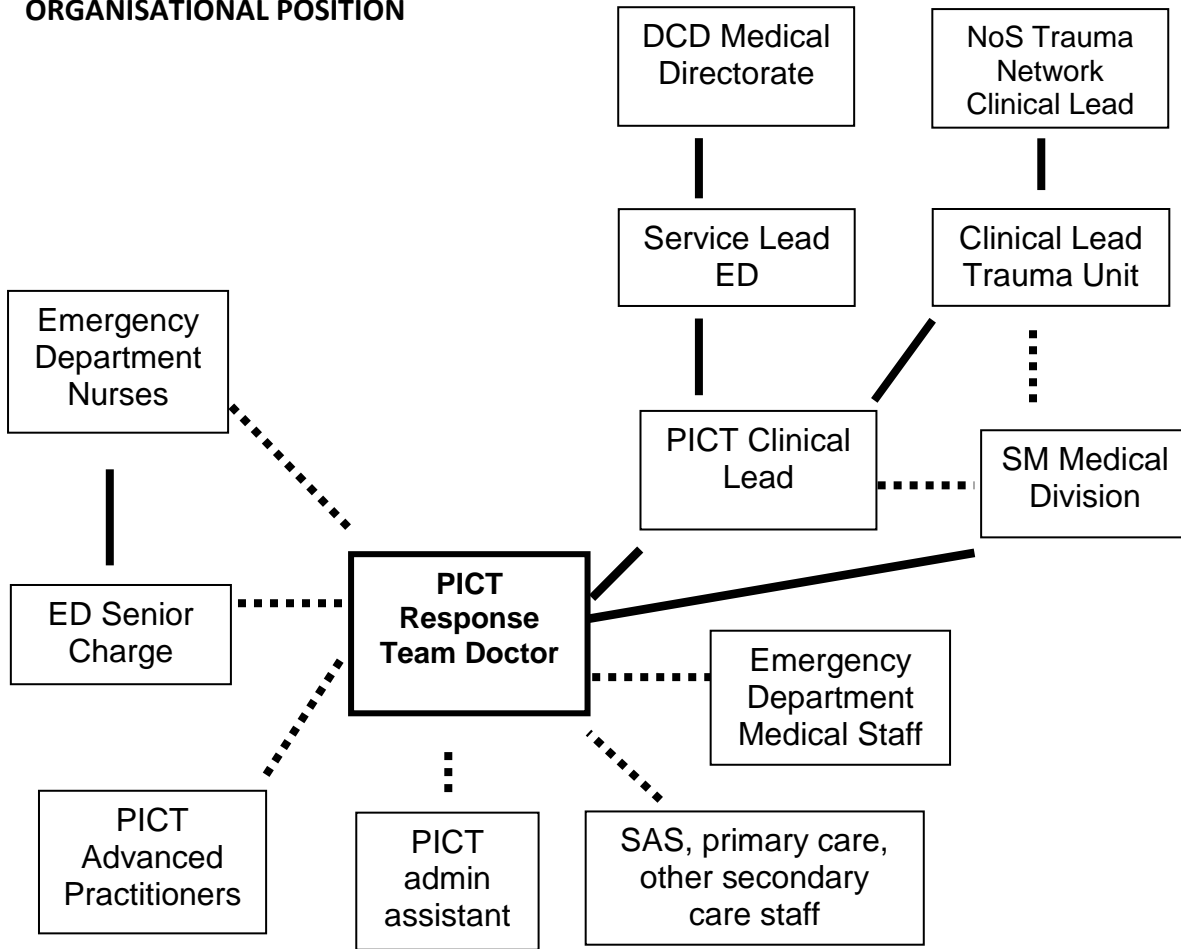 ORGANISATIONAL POSITION
DCD Medical
Directorate
NoS Trauma
Network
Clinical Lead
Service Lead
ED
Clinical Lead
Trauma Unit
Emergency
Department
Nurses
PICT Clinical
Lead
SM Medical
Division
ED Senior
Charge
PICT
Response
Team Doctor
Emergency
Department
Medical Staff
PICT
Advanced
Practitioners
PICT
admin
assistant
SAS, primary care,
other secondary
care staff